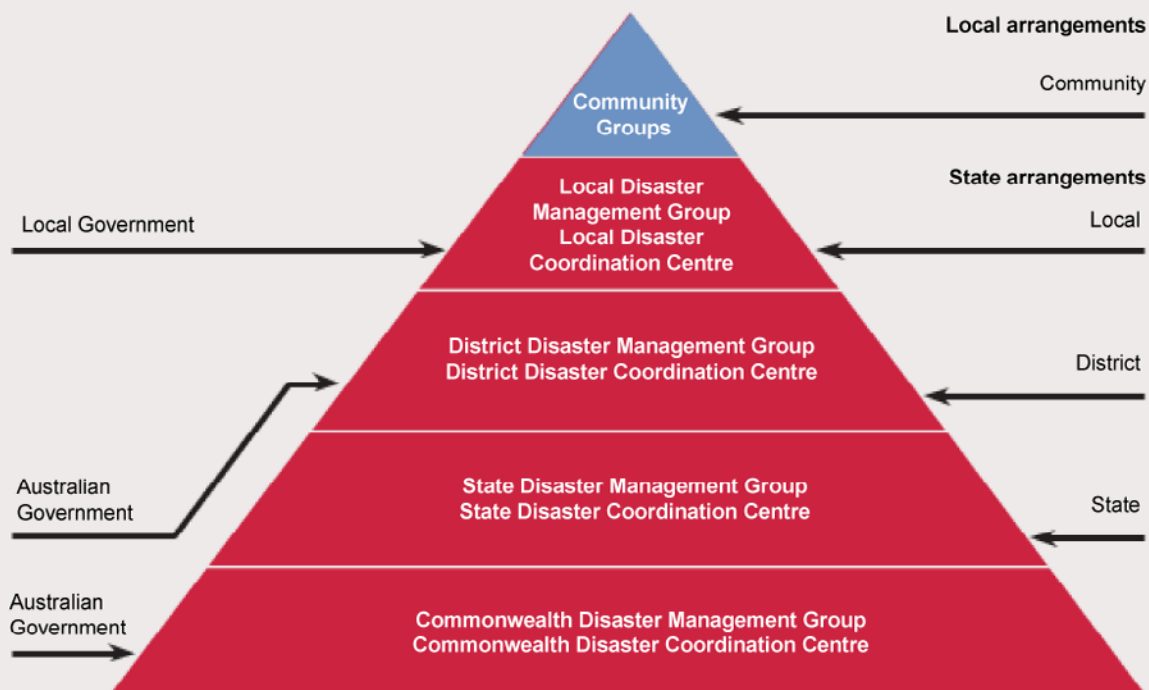 Local arrangements
Community
Community
Groups
State arrangements
Local
Local Government
Local Disaster
Management Group
Local Disaster
Coordination Centre
District Disaster Management Group
District Disaster Coordination Centre
District
Australian
Government
State Disaster Management Group
State Disaster Coordination Centre
State
Australian
Government
Commonwealth Disaster Management Group
Commonwealth Disaster Coordination Centre